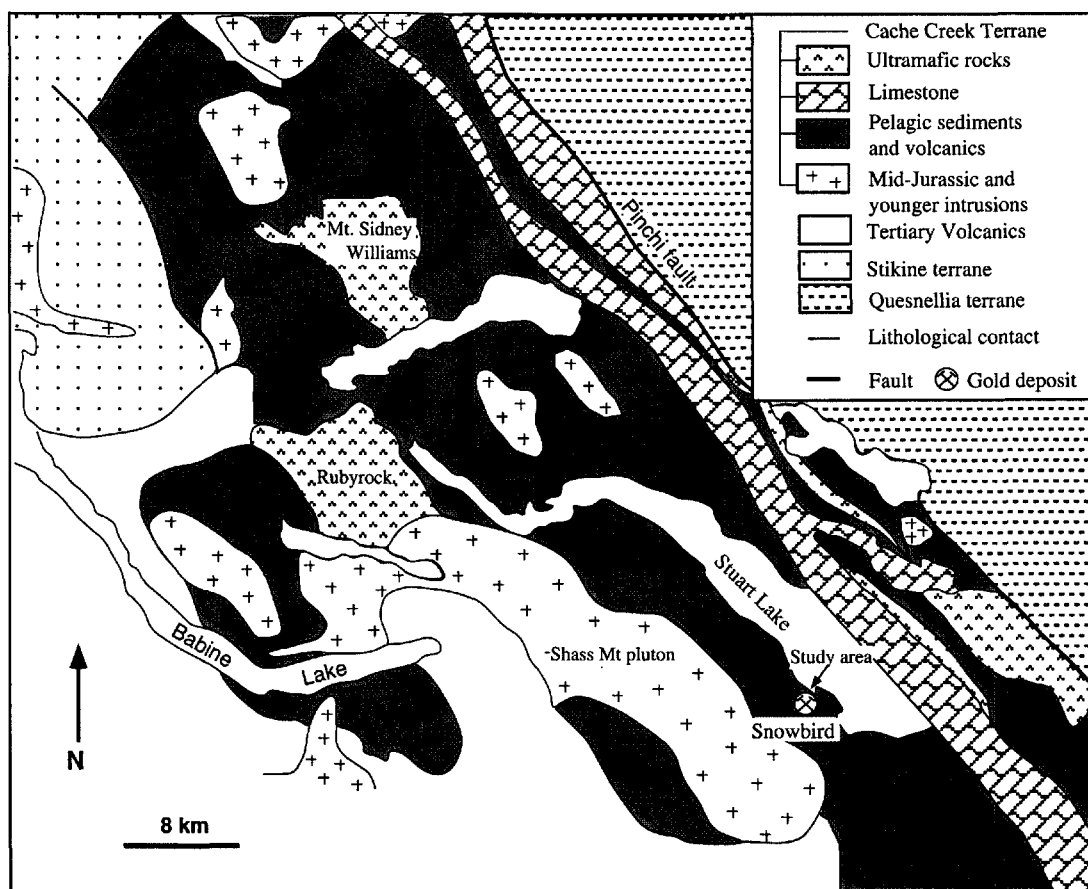 Cache Creek Terrane
Ultramafic rocks
Limestone
Pelagic sediments
and volcanics
Mid-Jurassic and
younger intrusions
Tertiary Volcanics
Stikine terrane
Quesnellia terrane
Lithological contact
Fault
Gold deposit
Pinchi fault
Mt. Sidney
Williams
Rubyrock
Stuart Lake
Shass Mt pluton
Study area
Snowbird
Babine
Lake
N
8 km